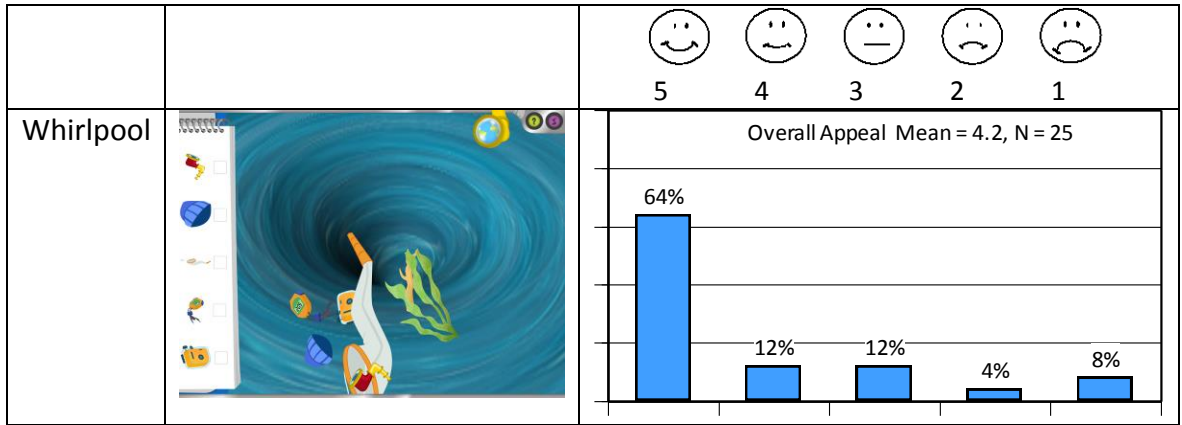 5 4 3 2 1
Whirlpool
Overall Appeal Mean = 4.2, N = 25
64%
12%
12%
4%
8%